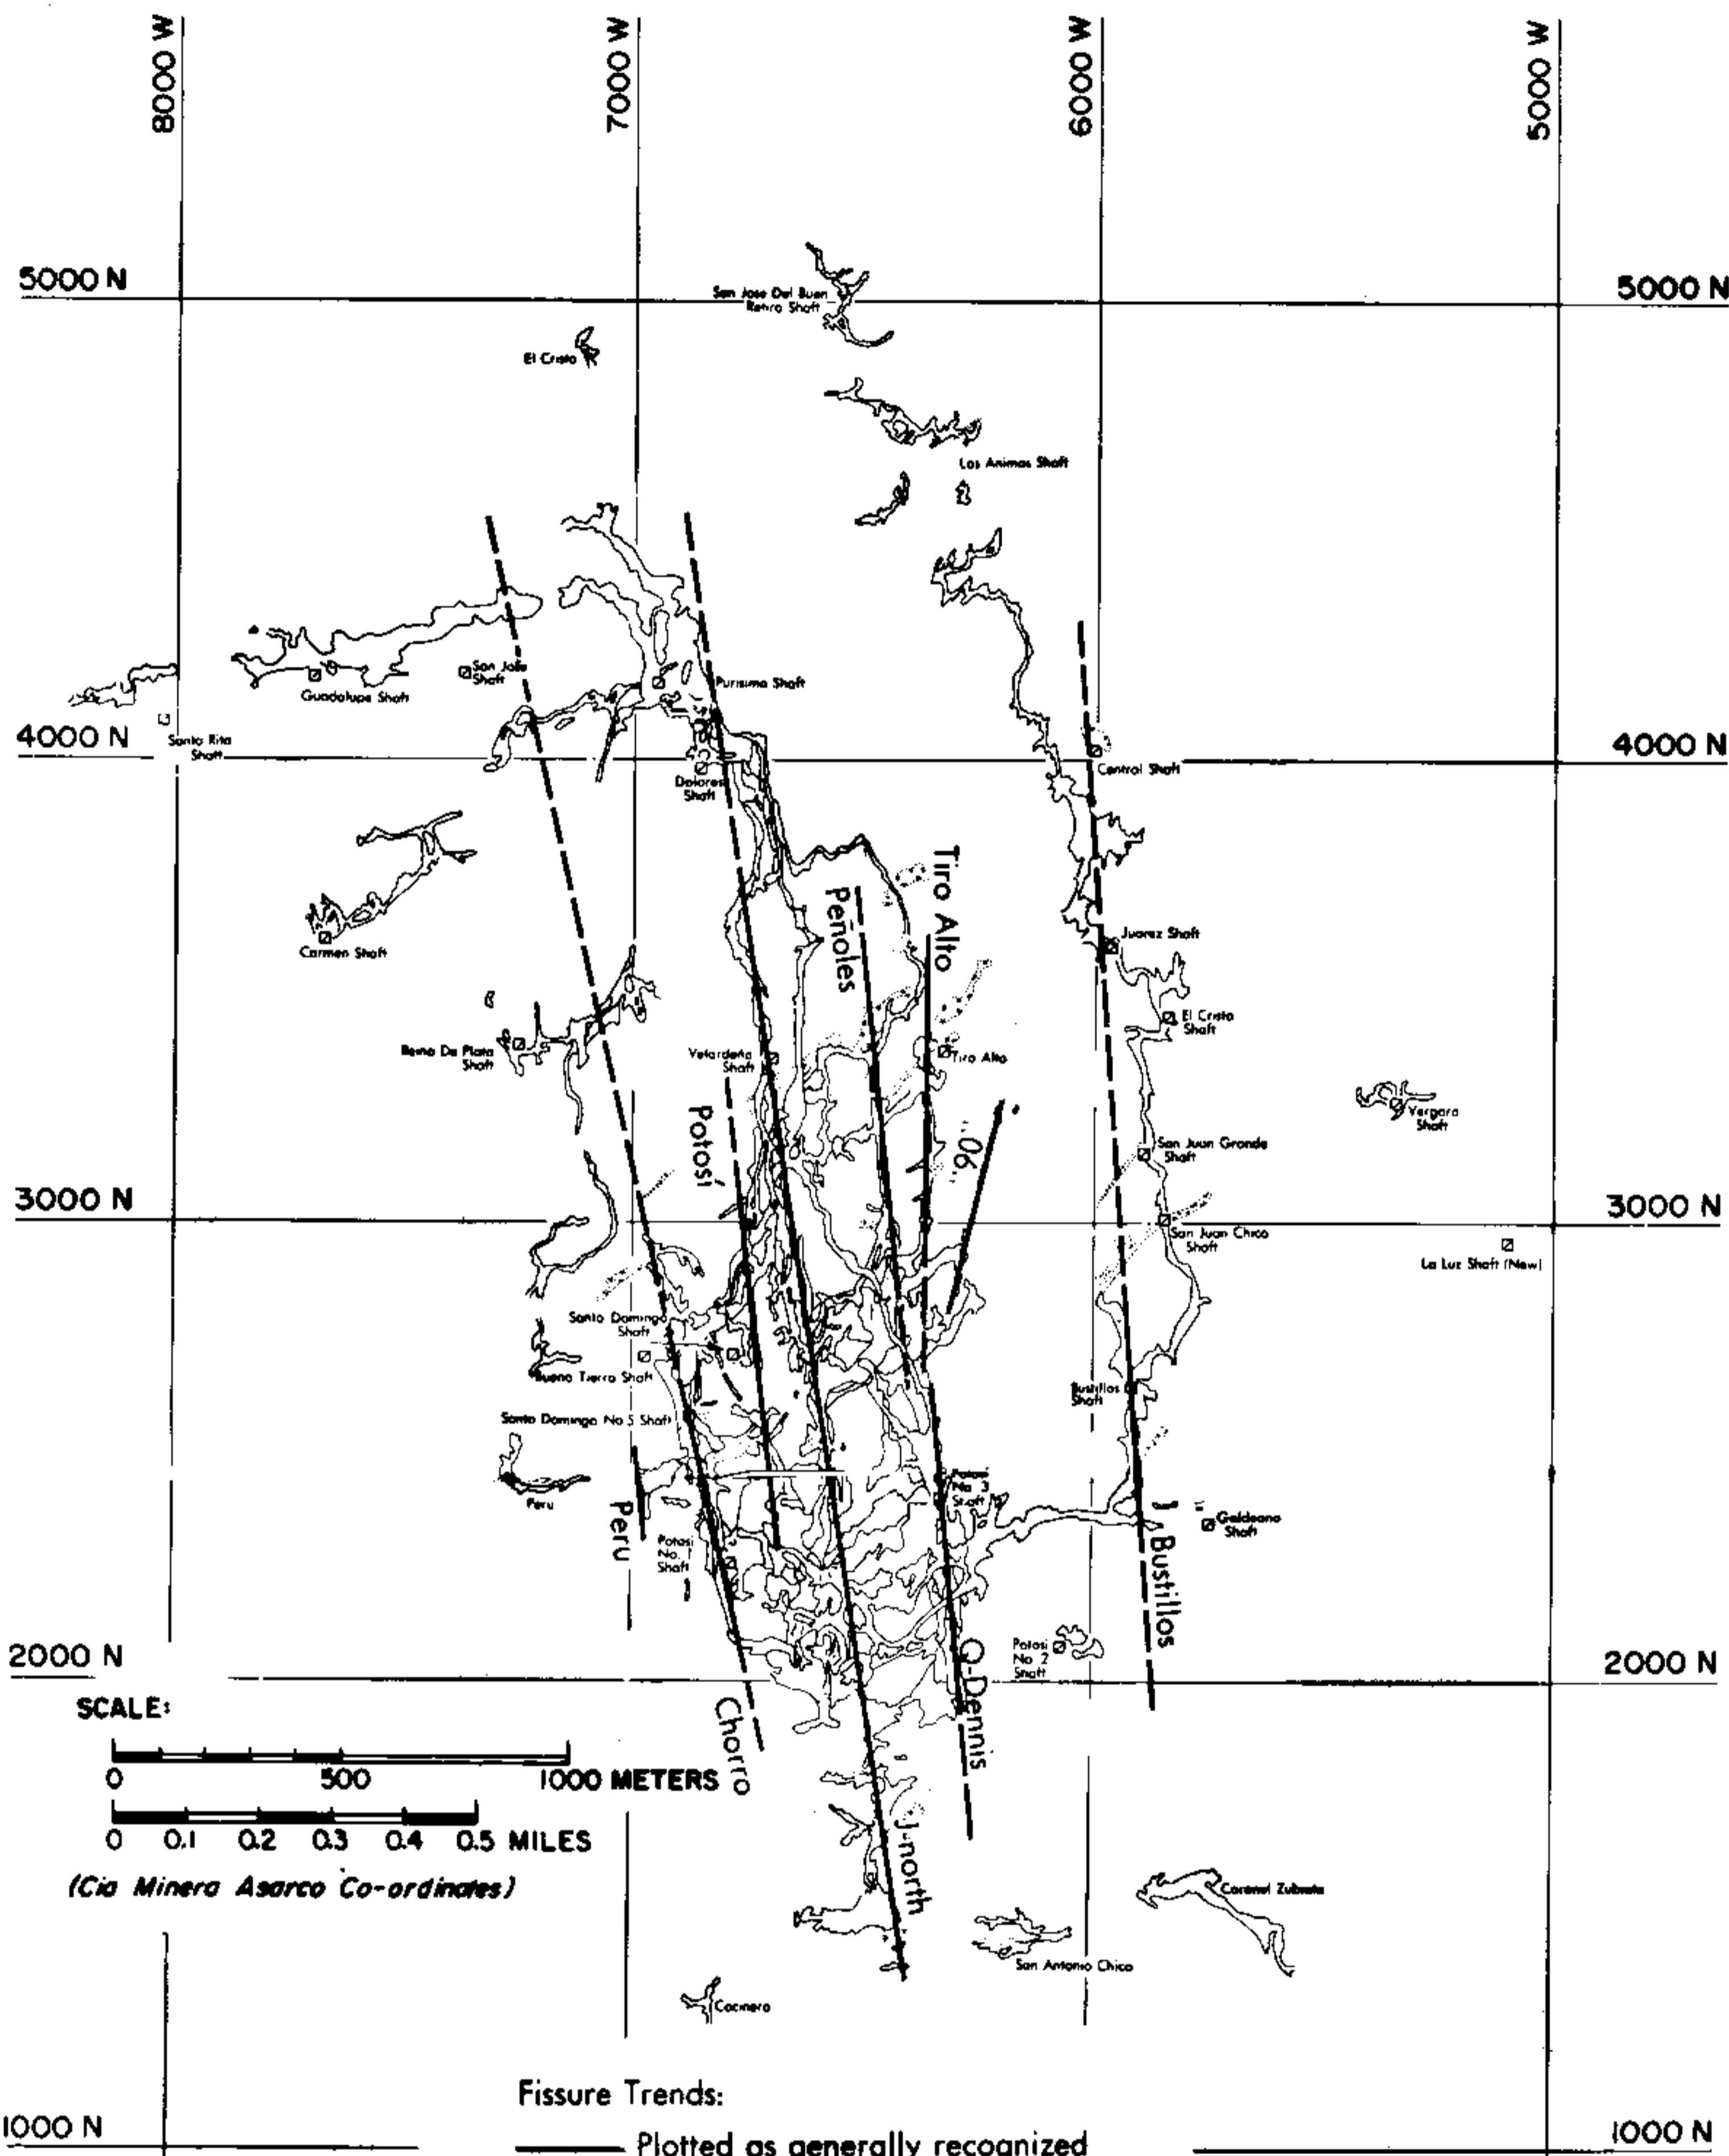 8000 W
7000 W
6000 W
5000 W
5000 N
5000 N
San Jose Del Buen
Retiro Shaft
El Cristo
Las Animas Shaft
San Jose
Shaft
Guadalupe Shaft
Purisima Shaft
Santa Rita
Shaft
4000 N
4000 N
Dolores
Shaft
Central Shaft
Tiro Alto
Peñoles
Carmen Shaft
Juarez Shaft
El Cristo
Shaft
Reina De Plata
Shaft
Velardeña
Shaft
Tiro Alto
Potosí
"90"
Vergara
Shaft
San Juan Grande
Shaft
3000 N
3000 N
San Juan Chico
Shaft
La Luz Shaft (New)
Santo Domingo
Shaft
Buena Tierra Shaft
Bustillos
Shaft
Santo Domingo No 5 Shaft
Peru
Peru
Potosi
No. 3
Shaft
Galdeano
Shaft
Potosi
No. 1
Shaft
Bustillos
Potosi
No 2
Shaft
2000 N
2000 N
Q-Dennis
Chorro
SCALE:
0 500 1000 METERS
0 0.1 0.2 0.3 0.4 0.5 MILES
(Cia Minera Asarco Co-ordinates)
J-north
Coronel Zubiate
San Antonio Chico
Cocinera
Fissure Trends:
Plotted as generally recognized
1000 N
1000 N